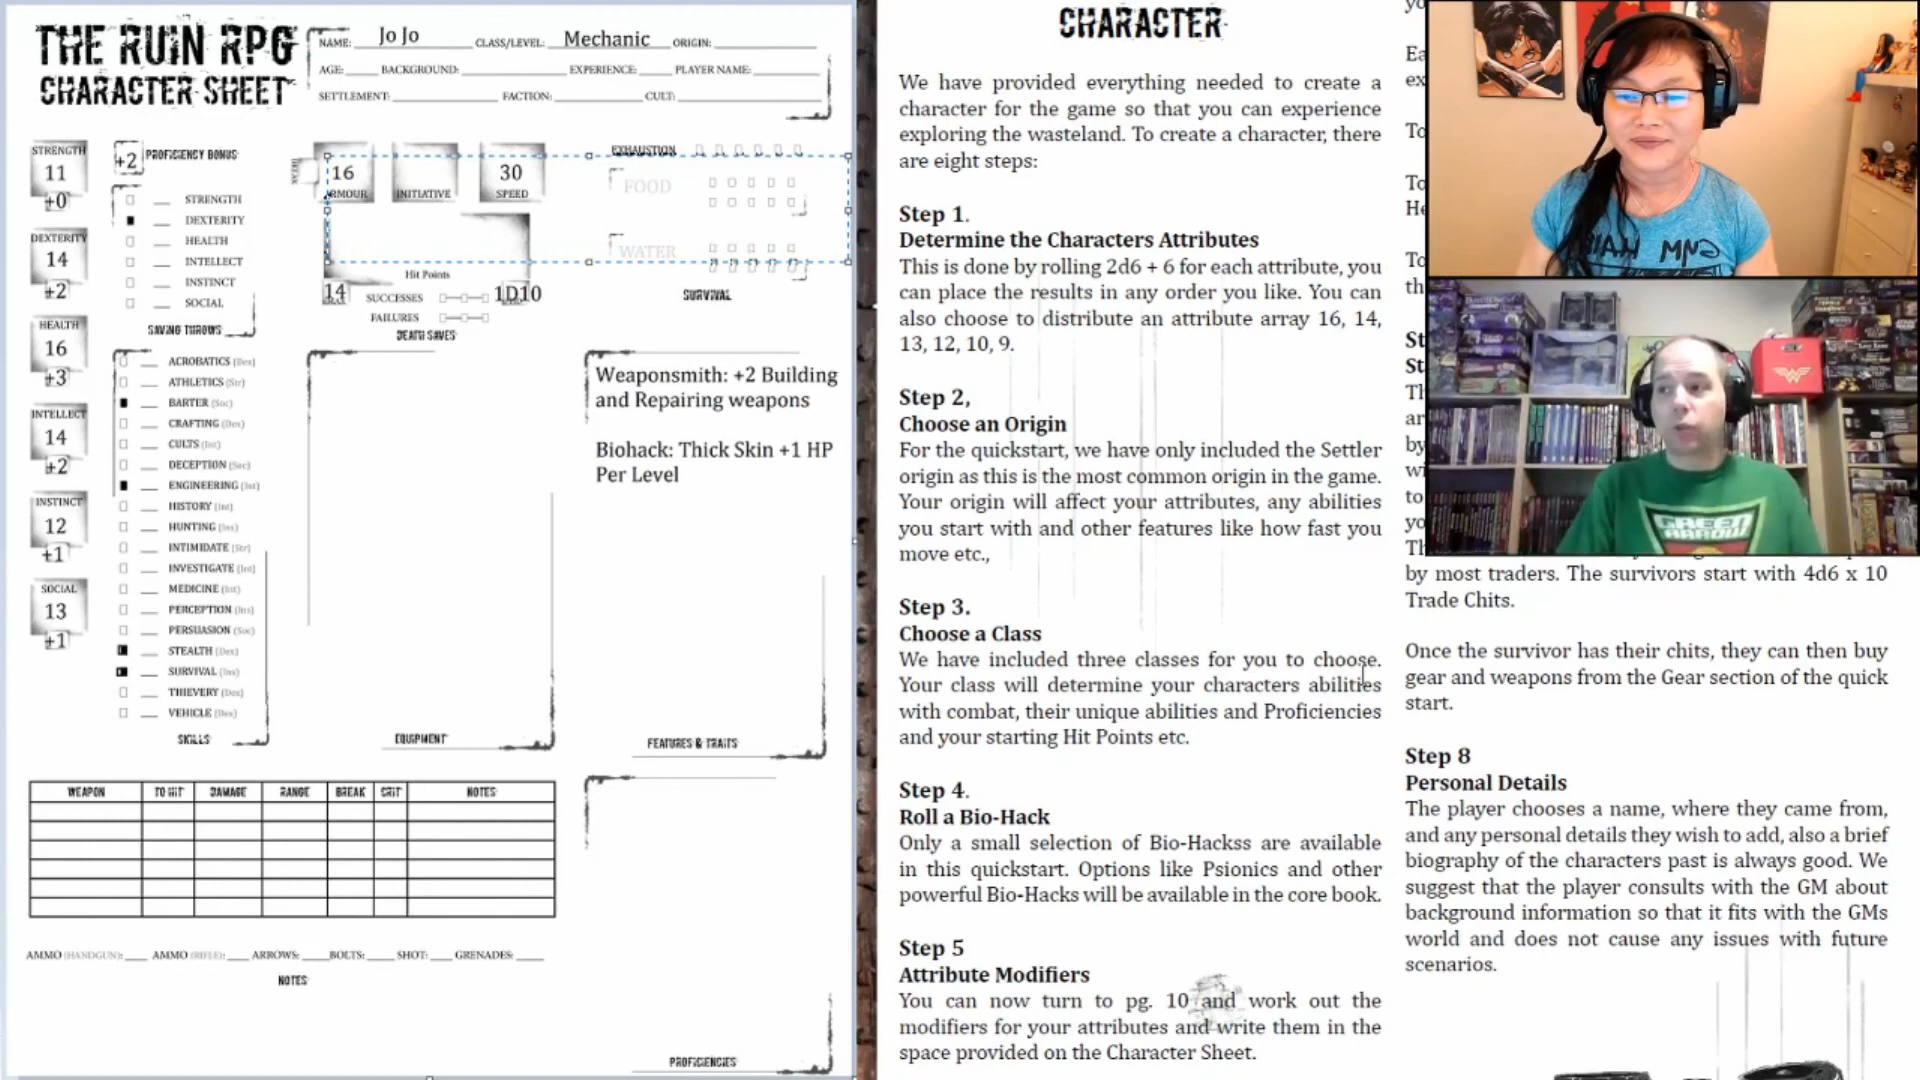 THE RUIN RPG
CHARACTER SHEET
NAME: Jo Jo CLASS/LEVEL: Mechanic ORIGIN:
AGE: BACKGROUND: EXPERIENCE: PLAYER NAME:
SETTLEMENT: FACTION: CULT:
STRENGTH
11
+0
DEXTERITY
14
+2
HEALTH
16
+3
INTELLECT
14
+2
INSTINCT
12
+1
SOCIAL
13
+1
+2 PROFICIENCY BONUS
STRENGTH
DEXTERITY
HEALTH
INTELLECT
INSTINCT
SOCIAL
SAVING THROWS
ACROBATICS (Dex)
ATHLETICS (Str)
BARTER (Soc)
CRAFTING (Dex)
CULTS (Int)
DECEPTION (Soc)
ENGINEERING (Int)
HISTORY (Int)
HUNTING (Ins)
INTIMIDATE (Str)
INVESTIGATE (Int)
MEDICINE (Int)
PERCEPTION (Ins)
PERSUASION (Soc)
STEALTH (Dex)
SURVIVAL (Ins)
THIEVERY (Dex)
VEHICLE (Dex)
SKILLS
16
ARMOUR
INITIATIVE
30
SPEED
Hit Points
14
SUCCESSES
1D10
FAILURES
DEATH SAVES
EXHAUSTION
FOOD
WATER
SURVIVAL
EQUIPMENT
Weaponsmith: +2 Building
and Repairing weapons
Biohack: Thick Skin +1 HP
Per Level
FEATURES & TRAITS
WEAPON TO HIT DAMAGE RANGE BREAK CRIT NOTES
AMMO (HANDGUN): AMMO (RIFLE): ARROWS: BOLTS: SHOT: GRENADES:
NOTES
PROFICIENCIES
CHARACTER
We have provided everything needed to create a
character for the game so that you can experience
exploring the wasteland. To create a character, there
are eight steps:
Step 1.
Determine the Characters Attributes
This is done by rolling 2d6 + 6 for each attribute, you
can place the results in any order you like. You can
also choose to distribute an attribute array 16, 14,
13, 12, 10, 9.
Step 2,
Choose an Origin
For the quickstart, we have only included the Settler
origin as this is the most common origin in the game.
Your origin will affect your attributes, any abilities
you start with and other features like how fast you
move etc.,
Step 3.
Choose a Class
We have included three classes for you to choose.
Your class will determine your characters abilities
with combat, their unique abilities and Proficiencies
and your starting Hit Points etc.
Step 4.
Roll a Bio-Hack
Only a small selection of Bio-Hackss are available
in this quickstart. Options like Psionics and other
powerful Bio-Hacks will be available in the core book.
Step 5
Attribute Modifiers
You can now turn to pg. 10 and work out the
modifiers for your attributes and write them in the
space provided on the Character Sheet.
by most traders. The survivors start with 4d6 x 10
Trade Chits.
Once the survivor has their chits, they can then buy
gear and weapons from the Gear section of the quick
start.
Step 8
Personal Details
The player chooses a name, where they came from,
and any personal details they wish to add, also a brief
biography of the characters past is always good. We
suggest that the player consults with the GM about
background information so that it fits with the GMs
world and does not cause any issues with future
scenarios.
GREEN
ARROW